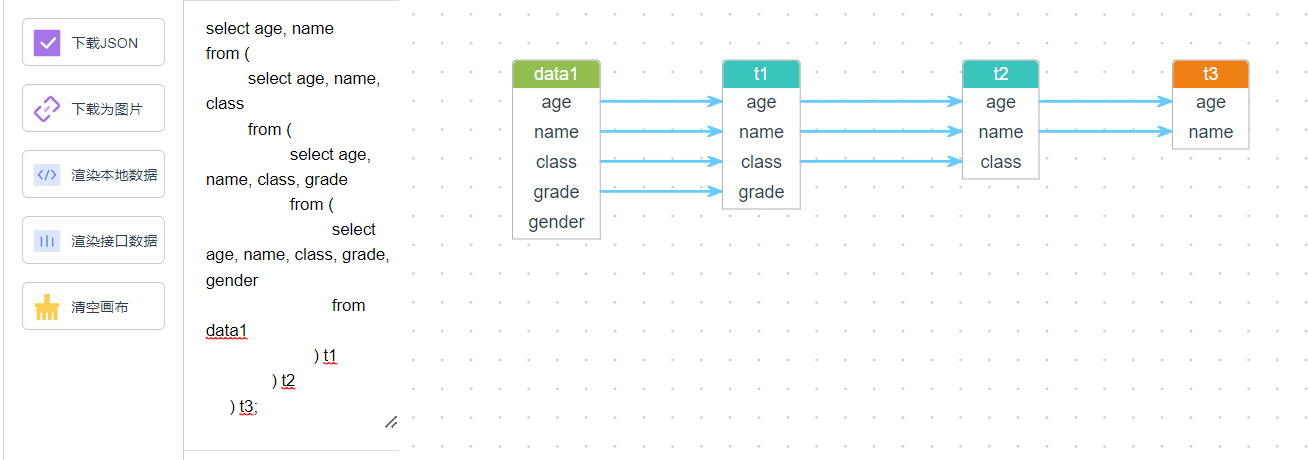 下载JSON
下载为图片
渲染本地数据
渲染接口数据
清空画布
select age, name
from (
select age, name,
class
from (
select age,
name, class, grade
from (
select
age, name, class, grade,
gender
from
data1
) t1
) t2
) t3;
data1
age
name
class
grade
gender
t1
age
name
class
grade
t2
age
name
class
t3
age
name